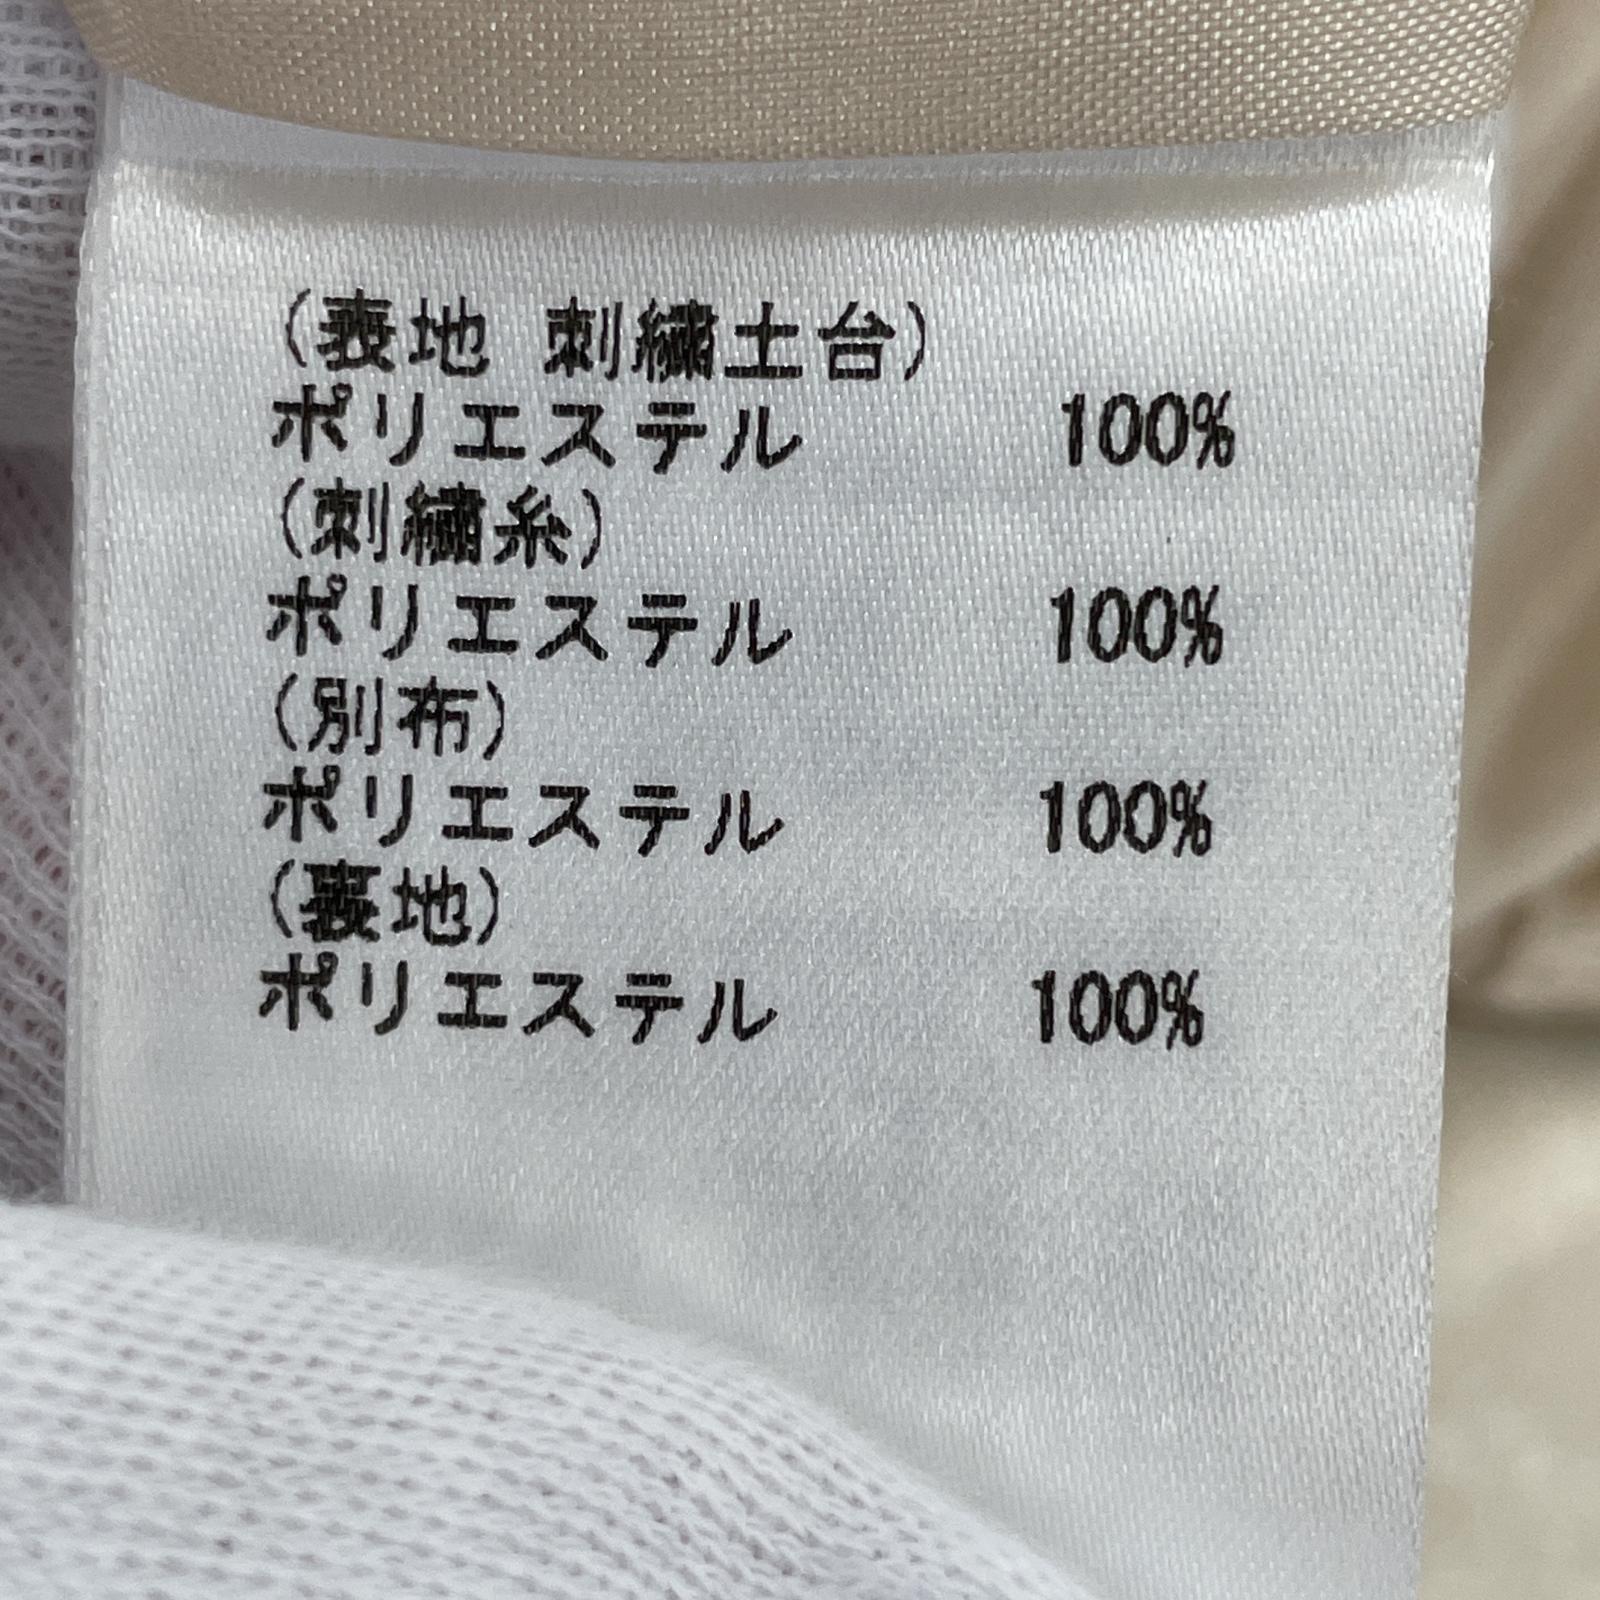 (表地 刺繍土台)
ポリエステル 100%
(刺繍糸)
ポリエステル 100%
(別布)
ポリエステル 100%
(裏地)
ポリエステル 100%